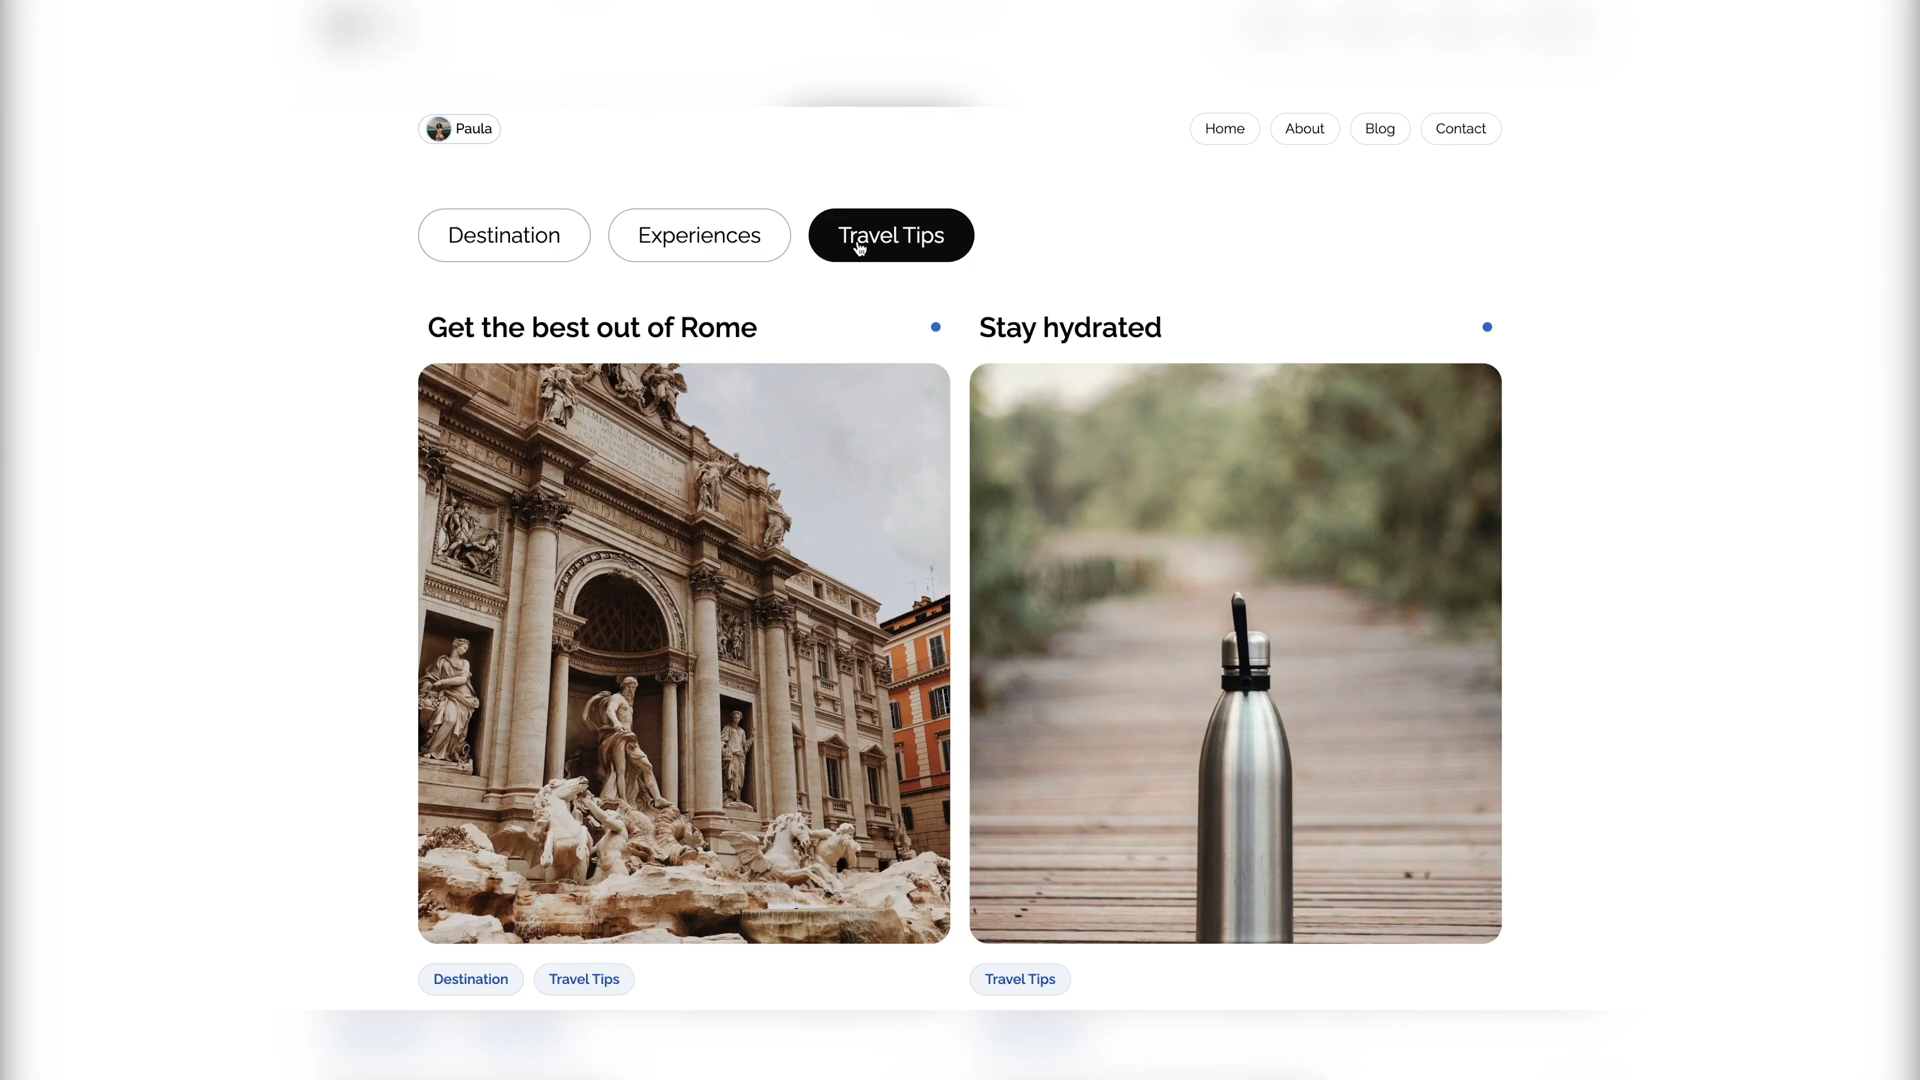 Paula
Home
About
Blog
Contact
Destination
Experiences
Travel Tips
Get the best out of Rome
Stay hydrated
Destination
Travel Tips
Travel Tips